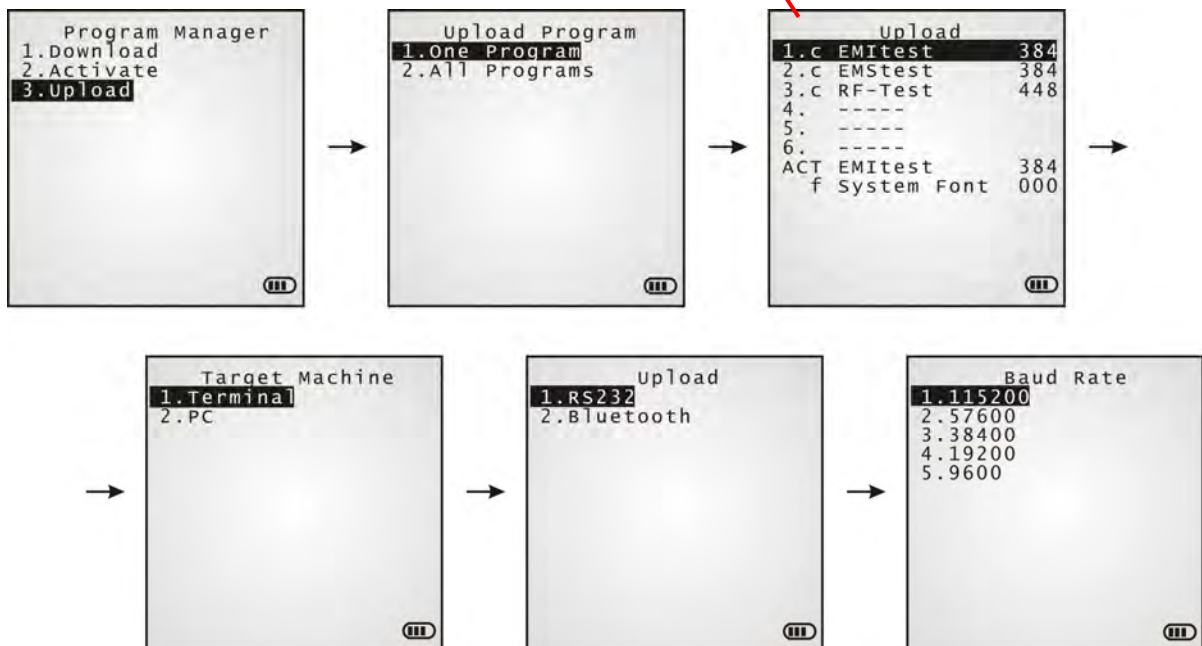 Program Manager
1.Download
2.Activate
3.Upload
Upload Program
1.One Program
2.All Programs
Upload
1.c EMItest 384
2.c EMStest 384
3.c RF-Test 448
4. -----
5. -----
6. -----
ACT EMItest 384
f System Font 000
Target Machine
1.Terminal
2.PC
Upload
1.RS232
2.Bluetooth
Baud Rate
1.115200
2.57600
3.38400
4.19200
5.9600